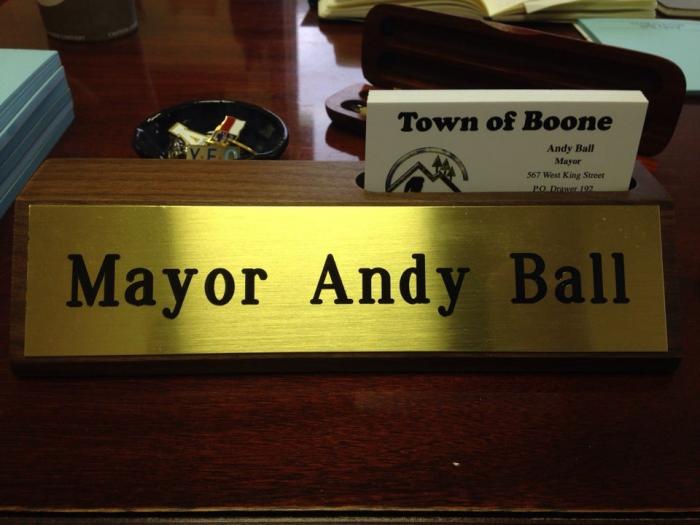 Town of Boone
Andy Ball
Mayor
567 West King Street
P.O. Drawer 192
Mayor Andy Ball